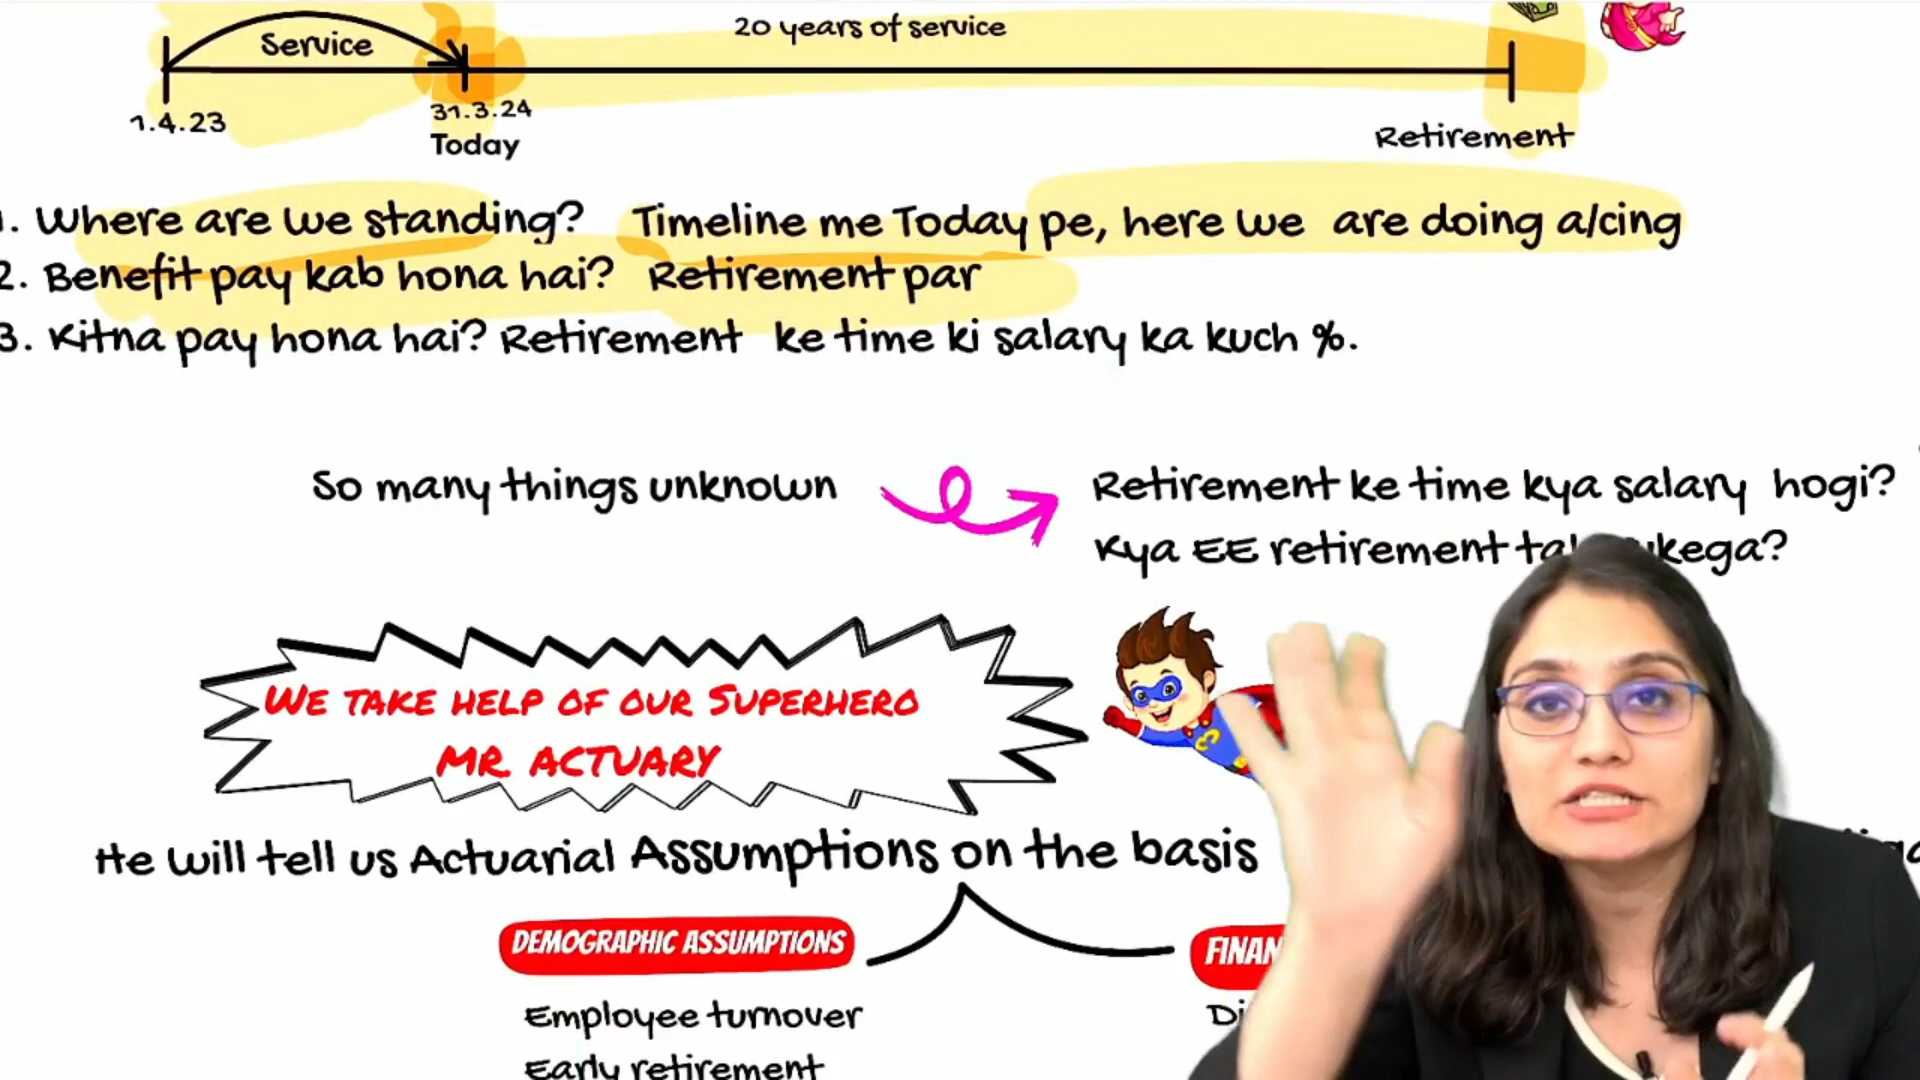 Service
20 years of service
1.4.23
31.3.24
Today
Retirement
1. Where are we standing? Timeline me Today pe, here we are doing a/cing
2. Benefit pay kab hona hai? Retirement par
3. Kitna pay hona hai? Retirement ke time ki salary ka kuch %.
So many things unknown
Retirement ke time kya salary hogi?
Kya EE retirement
We take help of our Superhero
Mr. Actuary
He will tell us Actuarial Assumptions on the basis
DEMOGRAPHIC ASSUMPTIONS
Employee turnover
Early retirement